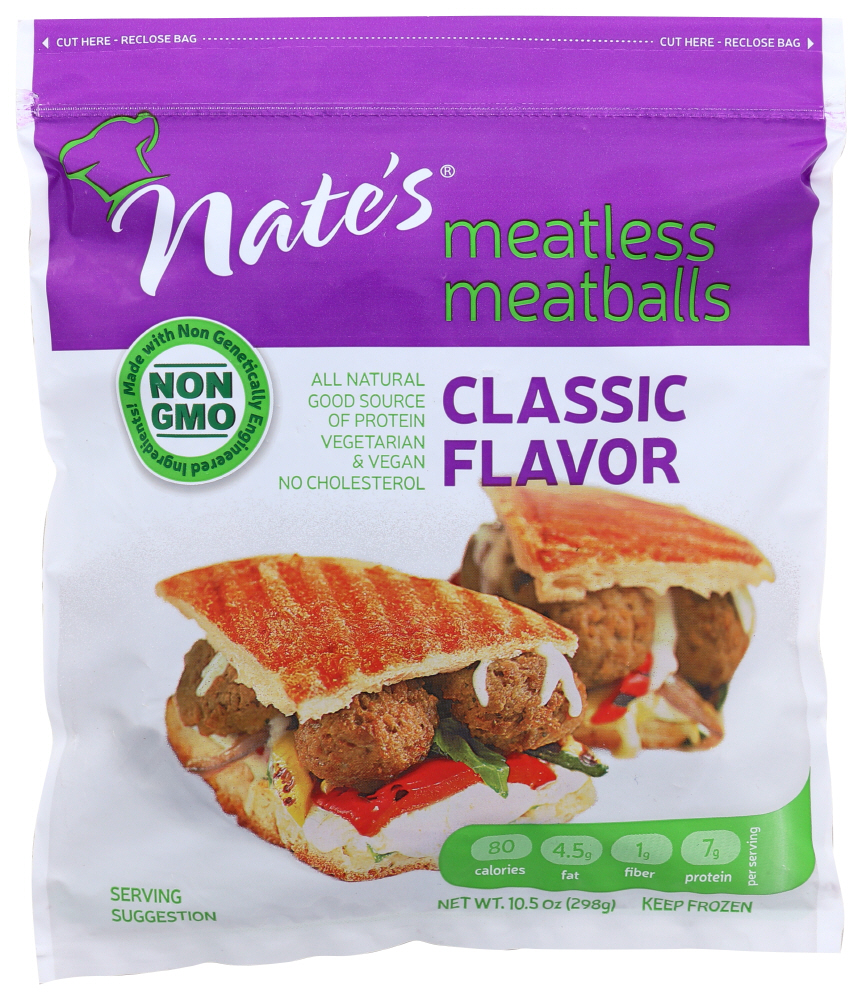 CUT HERE - RECLOSE BAG
CUT HERE - RECLOSE BAG
Nate's®
meatless
meatballs
Made with Non Genetically Engineered Ingredients!
NON
GMO
ALL NATURAL
GOOD SOURCE
OF PROTEIN
VEGETARIAN
& VEGAN
NO CHOLESTEROL
CLASSIC
FLAVOR
80
calories
4.5g
fat
1g
fiber
7g
protein
per serving
SERVING
SUGGESTION
NET WT. 10.5 Oz (298g)
KEEP FROZEN